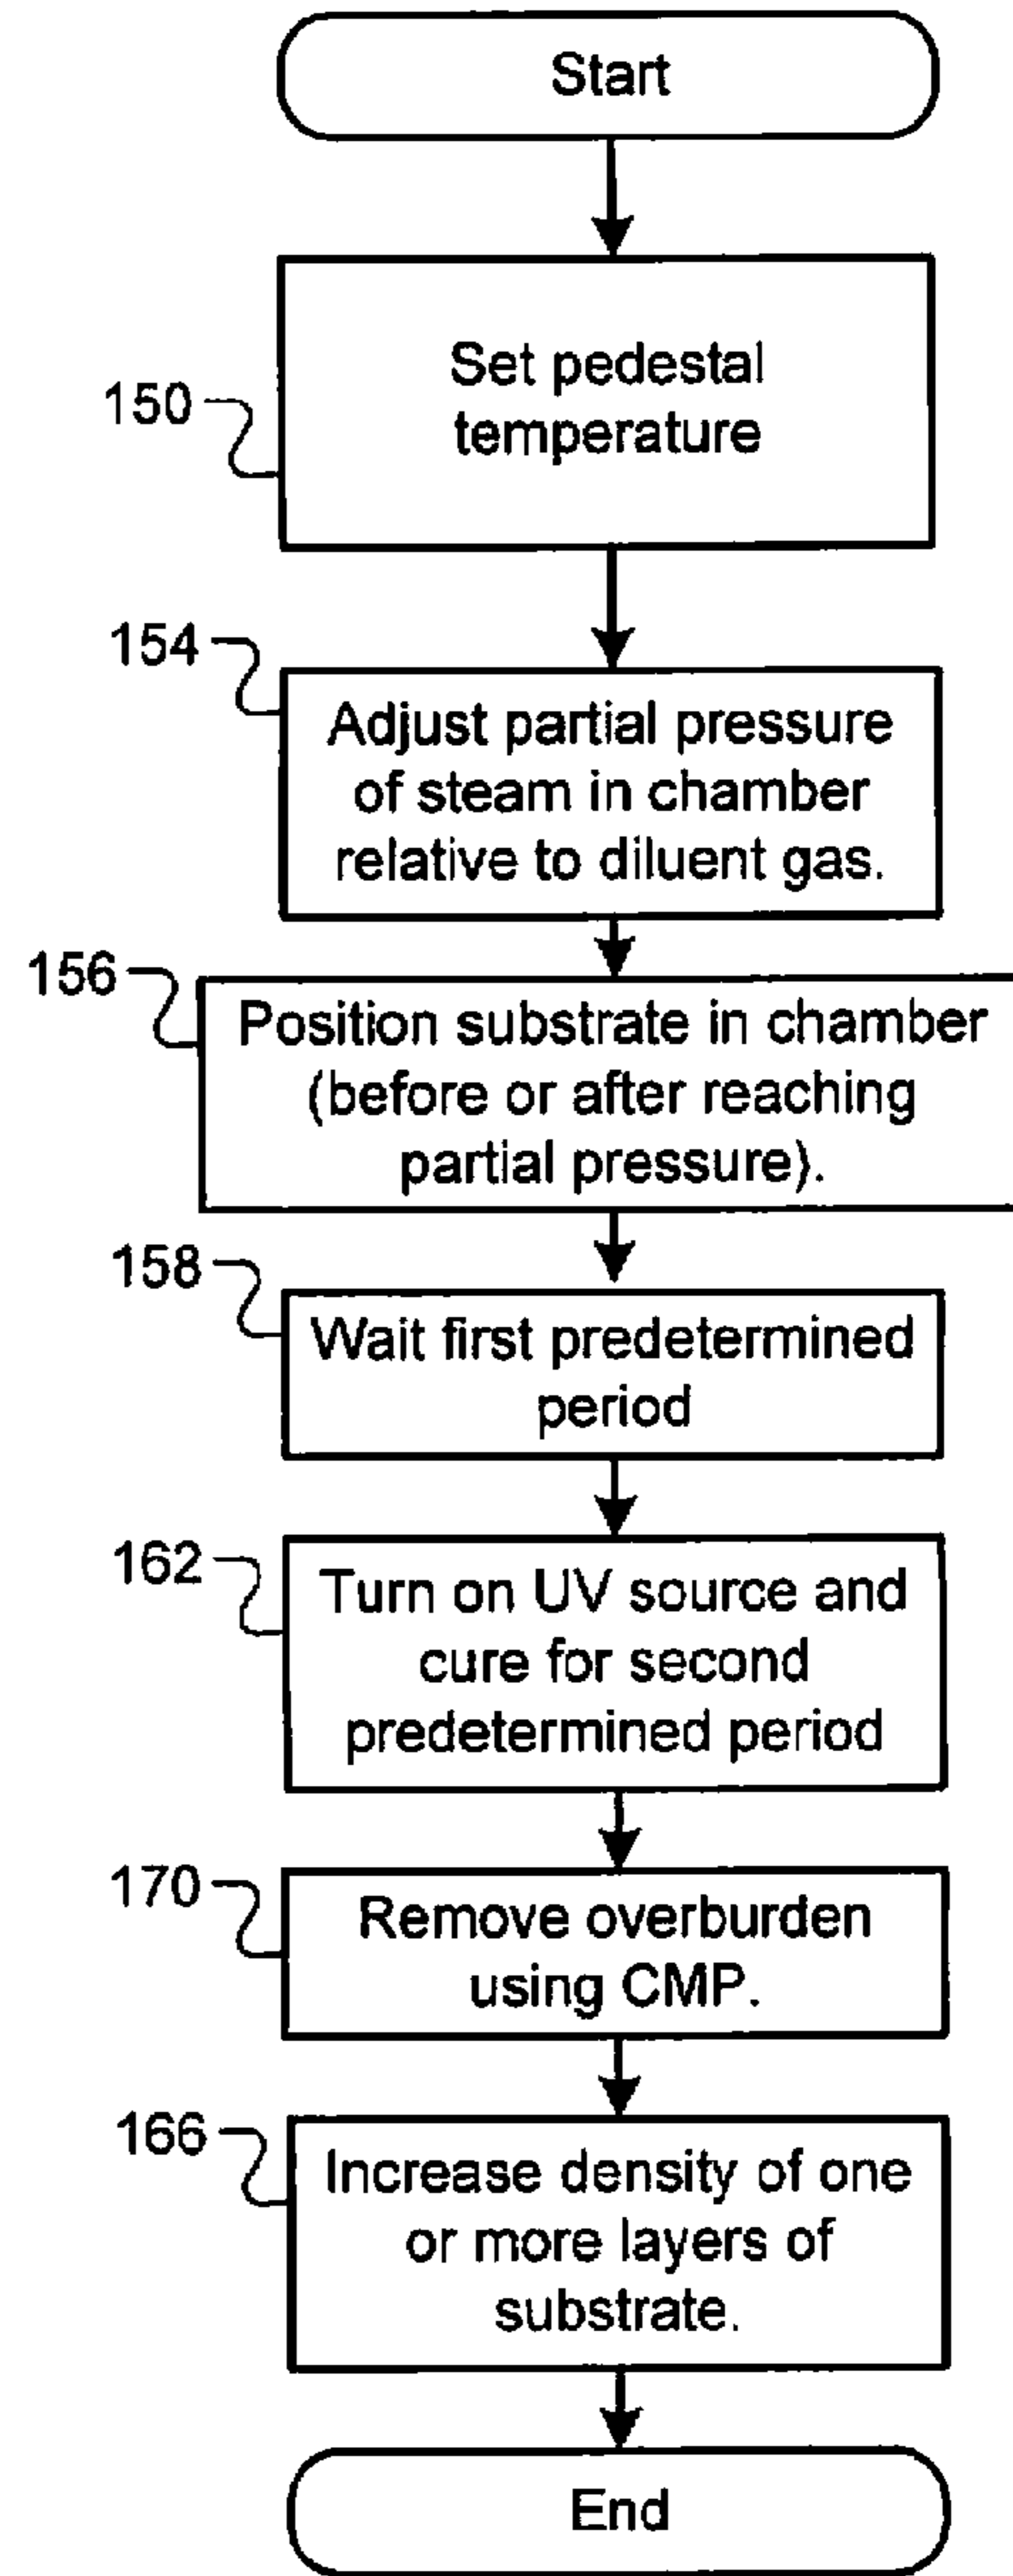 Start
150
Set pedestal
temperature
154
Adjust partial pressure
of steam in chamber
relative to diluent gas.
156
Position substrate in chamber
(before or after reaching
partial pressure).
158
Wait first predetermined
period
162
Turn on UV source and
cure for second
predetermined period
170
Remove overburden
using CMP.
166
Increase density of one
or more layers of
substrate.
End